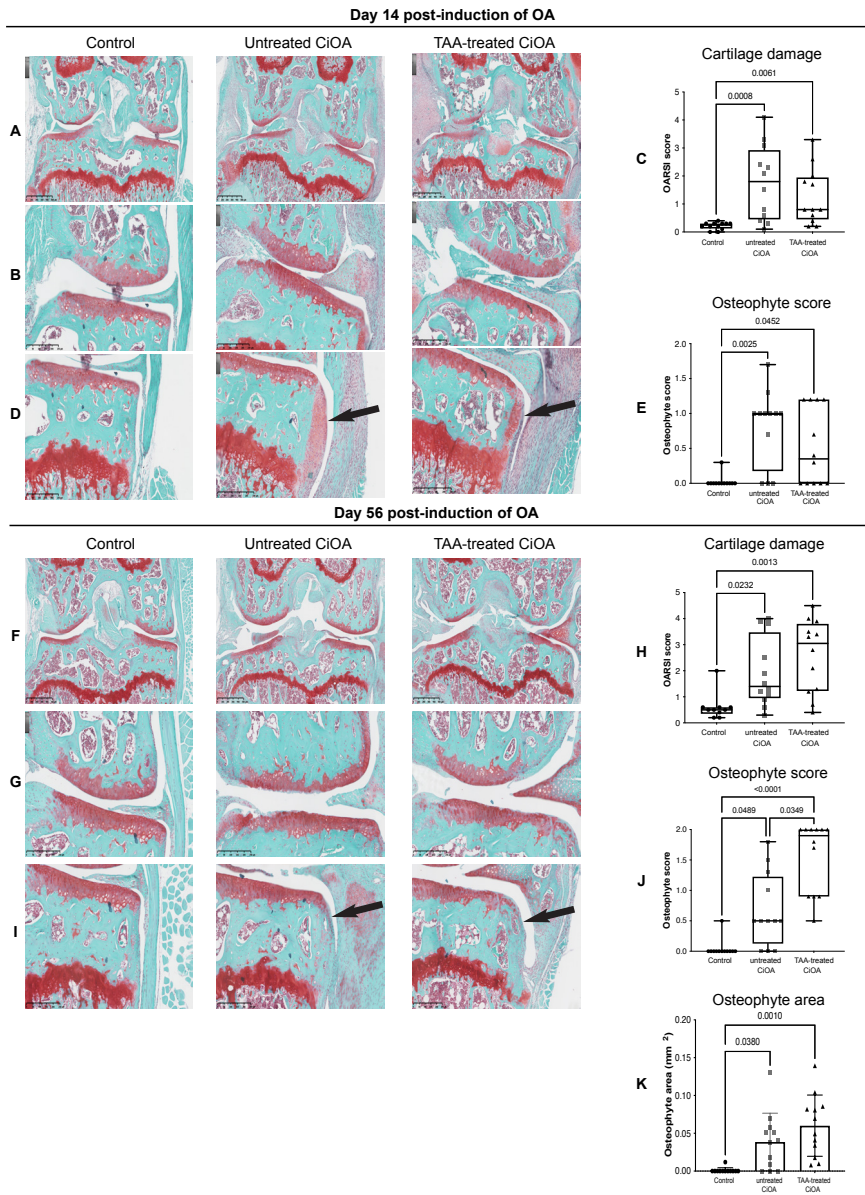 Day 14 post-induction of OA
Control
Untreated CiOA
TAA-treated CiOA
A
B
D
Cartilage damage
C
OARSI score
5
4
3
2
1
0
0.0061
0.0008
Control
untreated
CiOA
TAA-treated
CiOA
Osteophyte score
E
Osteophyte score
2.0
1.5
1.0
0.5
0.0
0.0452
0.0025
Control
untreated
CiOA
TAA-treated
CiOA
Day 56 post-induction of OA
Control
Untreated CiOA
TAA-treated CiOA
F
G
I
Cartilage damage
H
OARSI score
5
4
3
2
1
0
0.0013
0.0232
Control
untreated
CiOA
TAA-treated
CiOA
Osteophyte score
J
Osteophyte score
2.0
1.5
1.0
0.5
0.0
<0.0001
0.0489
0.0349
Control
untreated
CiOA
TAA-treated
CiOA
Osteophyte area
K
Osteophyte area (mm ²)
0.20
0.15
0.10
0.05
0.00
0.0010
0.0380
Control
untreated
CiOA
TAA-treated
CiOA